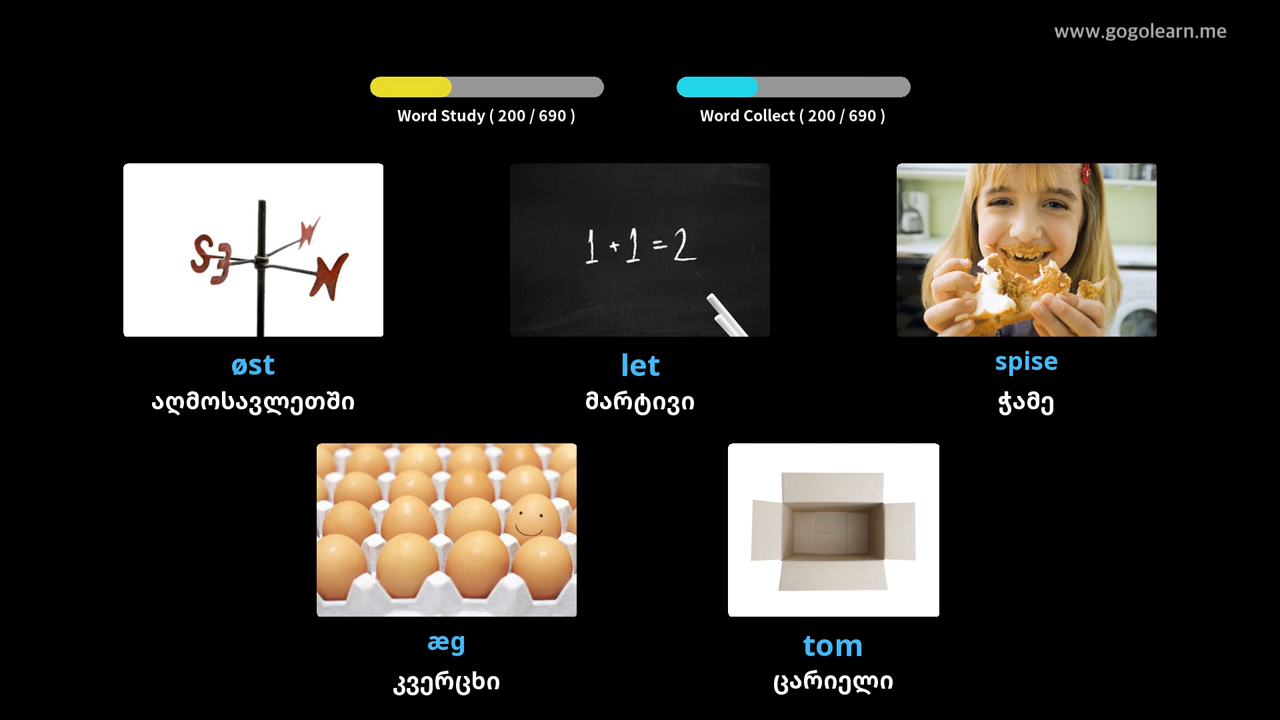 www.gogolearn.me
Word Study ( 200 / 690 )
Word Collect ( 200 / 690 )
S E N W
1 + 1 = 2
øst
let
spise
აღმოსავლეთში
მარტივი
ჭამე
æg
tom
კვერცხი
ცარიელი